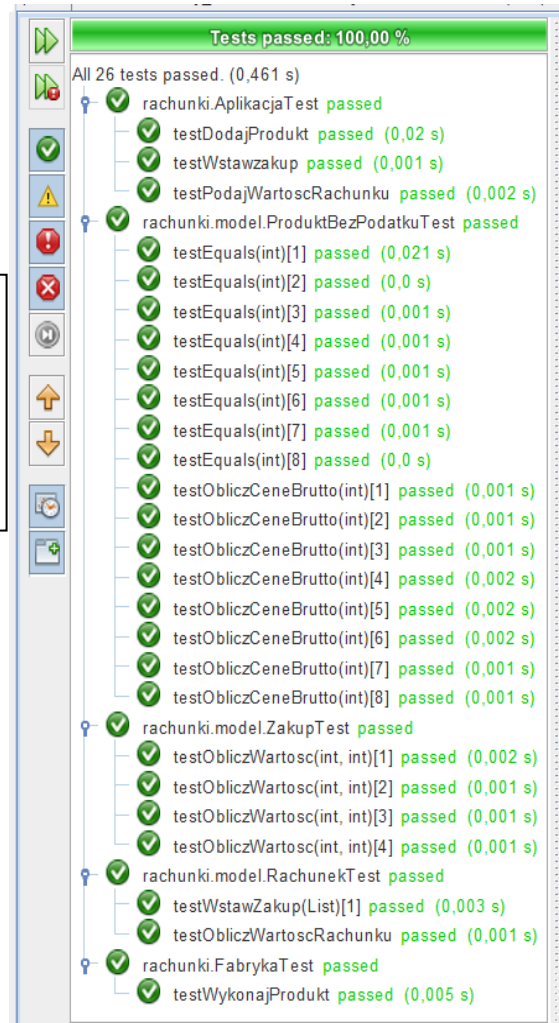 Tests passed: 100,00 %
All 26 tests passed. (0,461 s)
rachunki.AplikacjaTest passed
testDodajProdukt passed (0,02 s)
testWstawzakup passed (0,001 s)
testPodajWartoscRachunku passed (0,002 s)
rachunki.model.ProduktBezPodatkuTest passed
testEquals(int)[1] passed (0,021 s)
testEquals(int)[2] passed (0,0 s)
testEquals(int)[3] passed (0,001 s)
testEquals(int)[4] passed (0,001 s)
testEquals(int)[5] passed (0,001 s)
testEquals(int)[6] passed (0,001 s)
testEquals(int)[7] passed (0,001 s)
testEquals(int)[8] passed (0,0 s)
testObliczCeneBrutto(int)[1] passed (0,001 s)
testObliczCeneBrutto(int)[2] passed (0,001 s)
testObliczCeneBrutto(int)[3] passed (0,001 s)
testObliczCeneBrutto(int)[4] passed (0,002 s)
testObliczCeneBrutto(int)[5] passed (0,002 s)
testObliczCeneBrutto(int)[6] passed (0,002 s)
testObliczCeneBrutto(int)[7] passed (0,001 s)
testObliczCeneBrutto(int)[8] passed (0,001 s)
rachunki.model.ZakupTest passed
testObliczWartosc(int, int)[1] passed (0,002 s)
testObliczWartosc(int, int)[2] passed (0,001 s)
testObliczWartosc(int, int)[3] passed (0,001 s)
testObliczWartosc(int, int)[4] passed (0,001 s)
rachunki.model.RachunekTest passed
testWstawZakup(List)[1] passed (0,003 s)
testObliczWartoscRachunku passed (0,001 s)
rachunki.FabrykaTest passed
testWykonajProdukt passed (0,005 s)